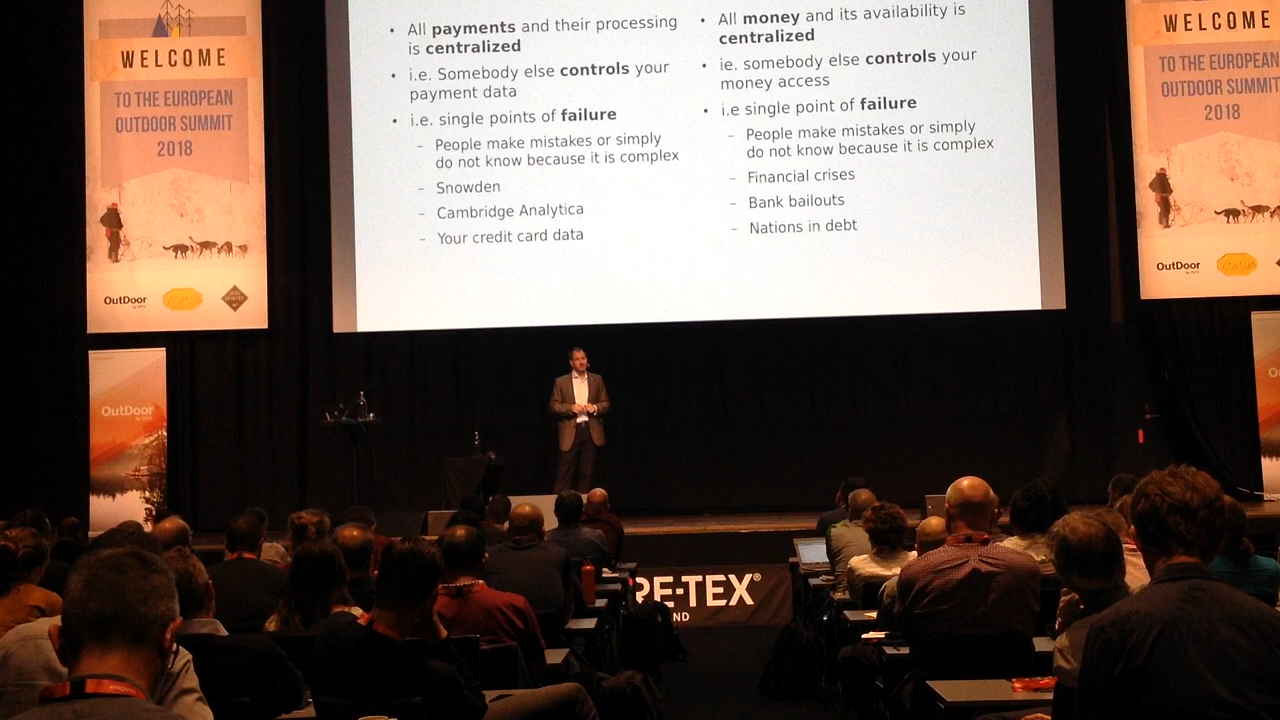 WELCOME
TO THE EUROPEAN
OUTDOOR SUMMIT
2018
OutDoor
OutDoor
• All payments and their processing
is centralized
• i.e. Somebody else controls your
payment data
• i.e. single points of failure
– People make mistakes or simply
do not know because it is complex
– Snowden
– Cambridge Analytica
– Your credit card data
• All money and its availability is
centralized
• ie. somebody else controls your
money access
• i.e single point of failure
– People make mistakes or simply
do not know because it is complex
– Financial crises
– Bank bailouts
– Nations in debt
WELCOME
TO THE EUROPEAN
OUTDOOR SUMMIT
2018
OutDoor
RE-TEX®
ND